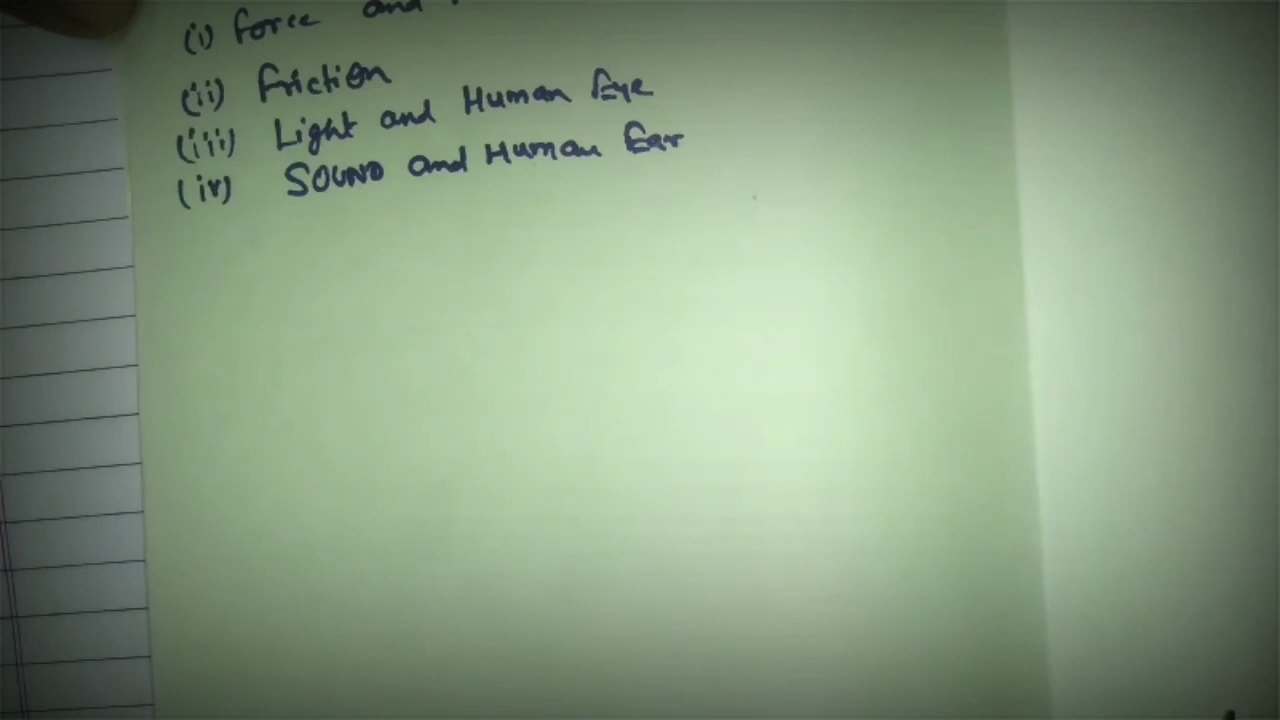 (i) Force and
(ii) Friction
(iii) Light and Human Eye
(iv) SOUND and Human Ear